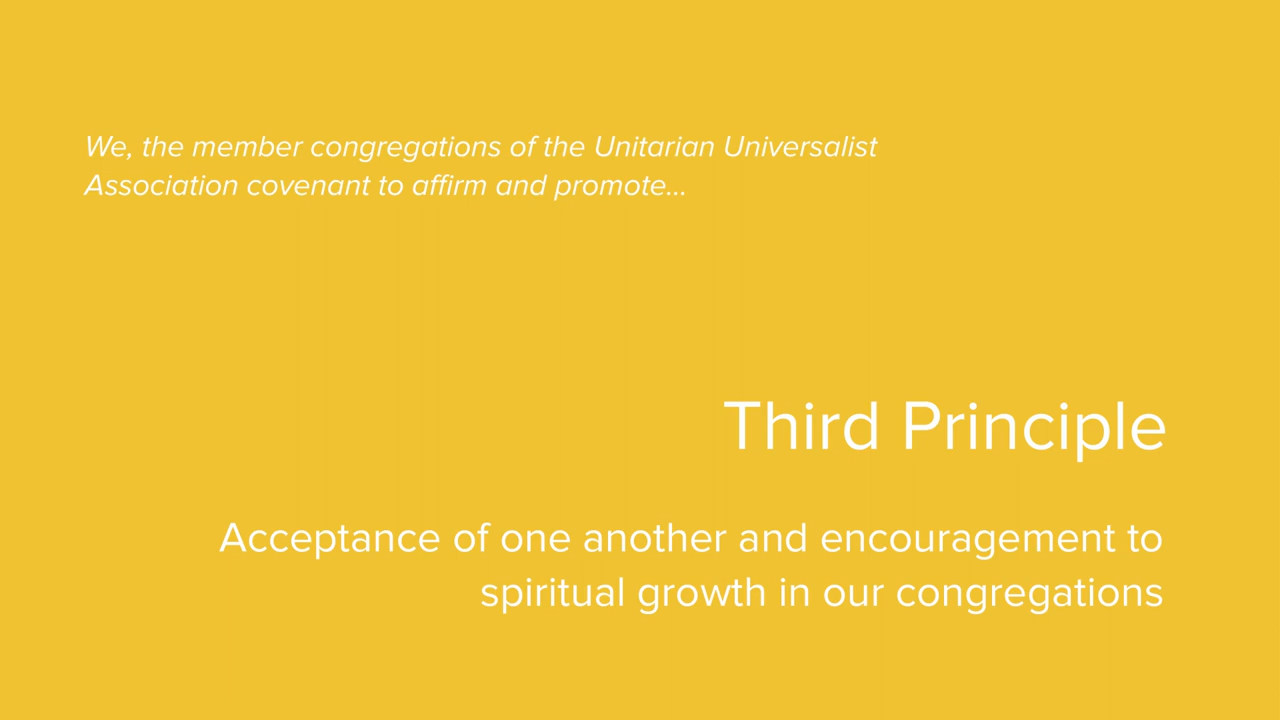 We, the member congregations of the Unitarian Universalist
Association covenant to affirm and promote...
Third Principle
Acceptance of one another and encouragement to
spiritual growth in our congregations